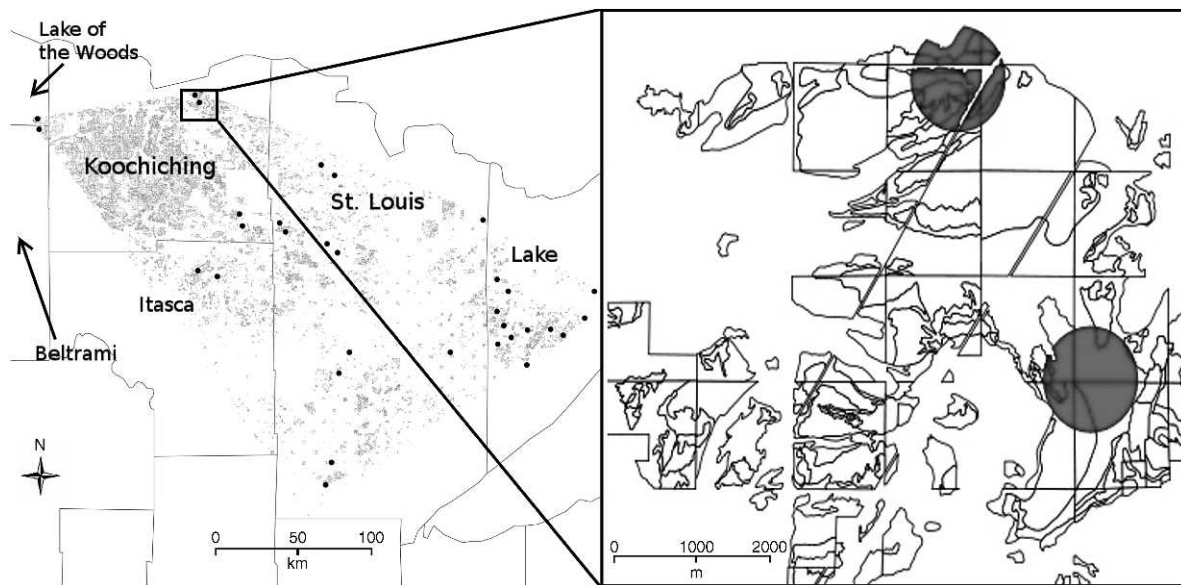 Lake of
the Woods
Koochiching
St. Louis
Lake
Itasca
Beltrami
N
0 50 100
km
0 1000 2000
m